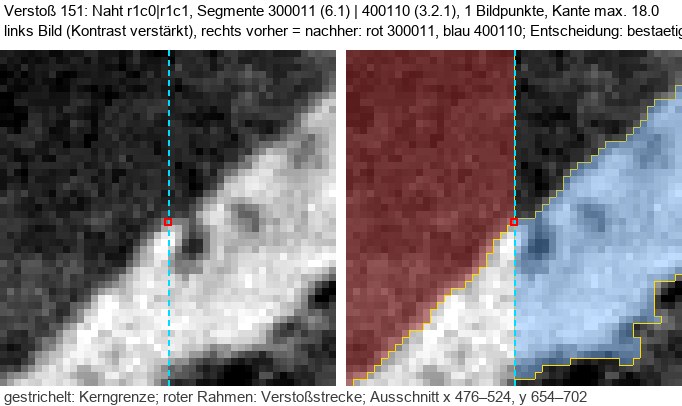 Verstoß 151: Naht r1c0|r1c1, Segmente 300011 (6.1) | 400110 (3.2.1), 1 Bildpunkte, Kante max. 18.0
links Bild (Kontrast verstärkt), rechts vorher = nachher: rot 300011, blau 400110; Entscheidung: bestaetig
gestrichelt: Kerngrenze; roter Rahmen: Verstoßstrecke; Ausschnitt x 476–524, y 654–702